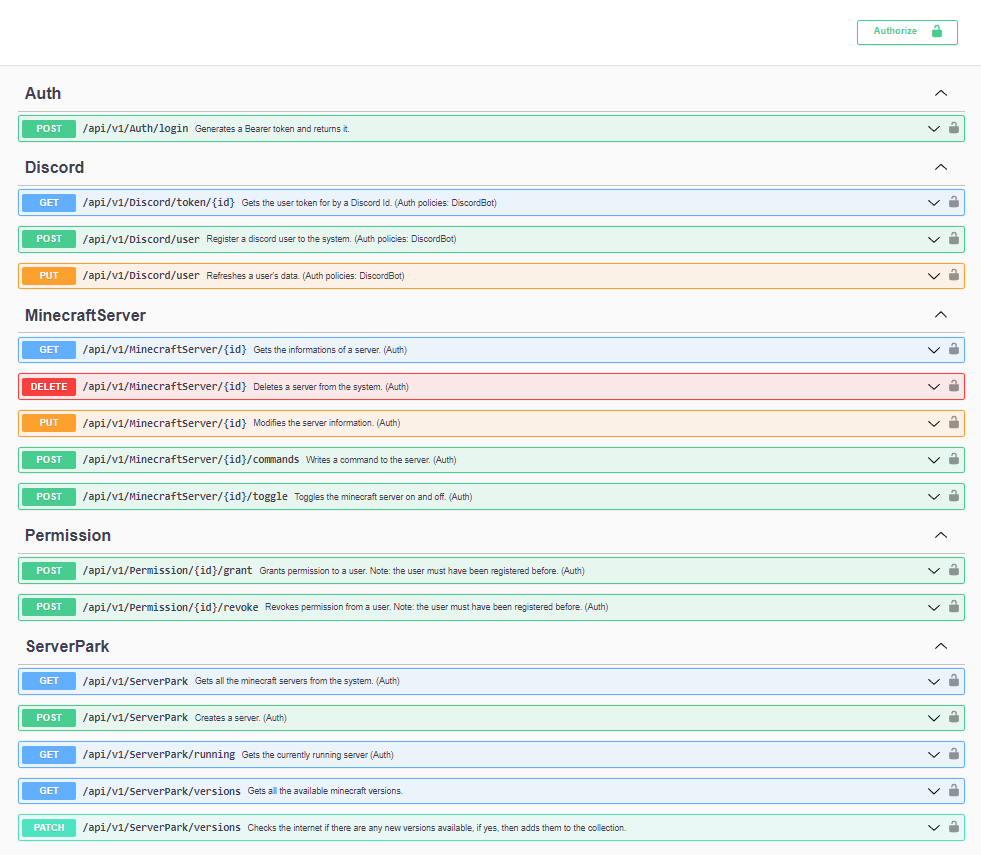 Authorize
Auth
POST /api/v1/Auth/login Generates a Bearer token and returns it.
Discord
GET /api/v1/Discord/token/{id} Gets the user token for by a Discord Id. (Auth policies: DiscordBot)
POST /api/v1/Discord/user Register a discord user to the system. (Auth policies: DiscordBot)
PUT /api/v1/Discord/user Refreshes a user's data. (Auth policies: DiscordBot)
MinecraftServer
GET /api/v1/MinecraftServer/{id} Gets the informations of a server. (Auth)
DELETE /api/v1/MinecraftServer/{id} Deletes a server from the system. (Auth)
PUT /api/v1/MinecraftServer/{id} Modifies the server information. (Auth)
POST /api/v1/MinecraftServer/{id}/commands Writes a command to the server. (Auth)
POST /api/v1/MinecraftServer/{id}/toggle Toggles the minecraft server on and off. (Auth)
Permission
POST /api/v1/Permission/{id}/grant Grants permission to a user. Note: the user must have been registered before. (Auth)
POST /api/v1/Permission/{id}/revoke Revokes permission from a user. Note: the user must have been registered before. (Auth)
ServerPark
GET /api/v1/ServerPark Gets all the minecraft servers from the system. (Auth)
POST /api/v1/ServerPark Creates a server. (Auth)
GET /api/v1/ServerPark/running Gets the currently running server (Auth)
GET /api/v1/ServerPark/versions Gets all the available minecraft versions.
PATCH /api/v1/ServerPark/versions Checks the internet if there are any new versions available, if yes, then adds them to the collection.